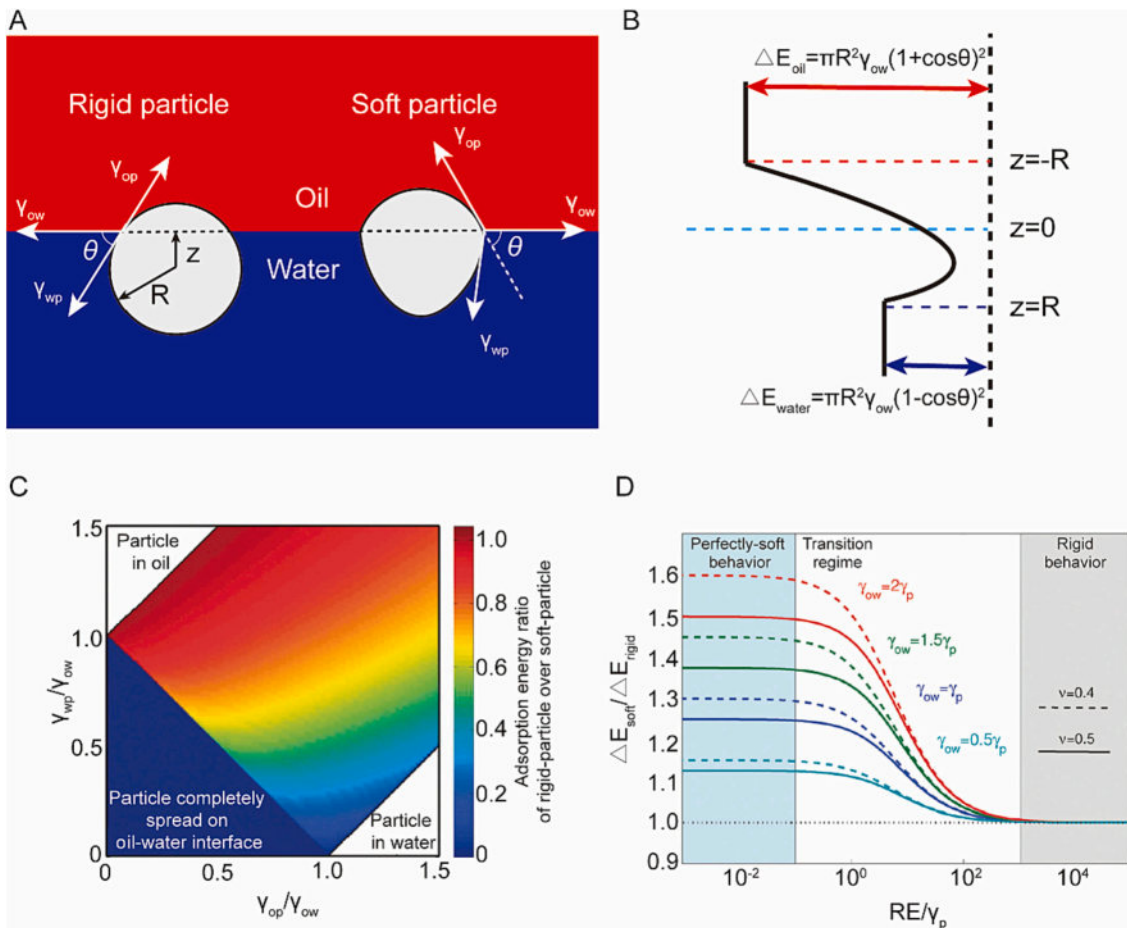 A
Rigid particle
Soft particle
γop
γop
Oil
γow
γow
θ
z
θ
Water
R
γwp
γwp
B
△Eoil=πR²γow(1+cosθ)²
z=-R
z=0
z=R
△Ewater=πR²γow(1-cosθ)²
C
1.5
1.0
0.5
0
γwp/γow
Particle
in oil
Particle completely
spread on
oil-water interface
Particle
in water
0
0.5
1.0
1.5
γop/γow
1.0
0.8
0.6
0.4
0.2
0
Adsorption energy ratio
of rigid-particle over soft-particle
D
Perfectly-soft
behavior
Transition
regime
Rigid
behavior
1.6
1.5
1.4
1.3
1.2
1.1
1.0
0.9
△Esoft/△Erigid
γow=2γp
γow=1.5γp
γow=γp
γow=0.5γp
ν=0.4
ν=0.5
10⁻²
10⁰
10²
10⁴
RE/γp